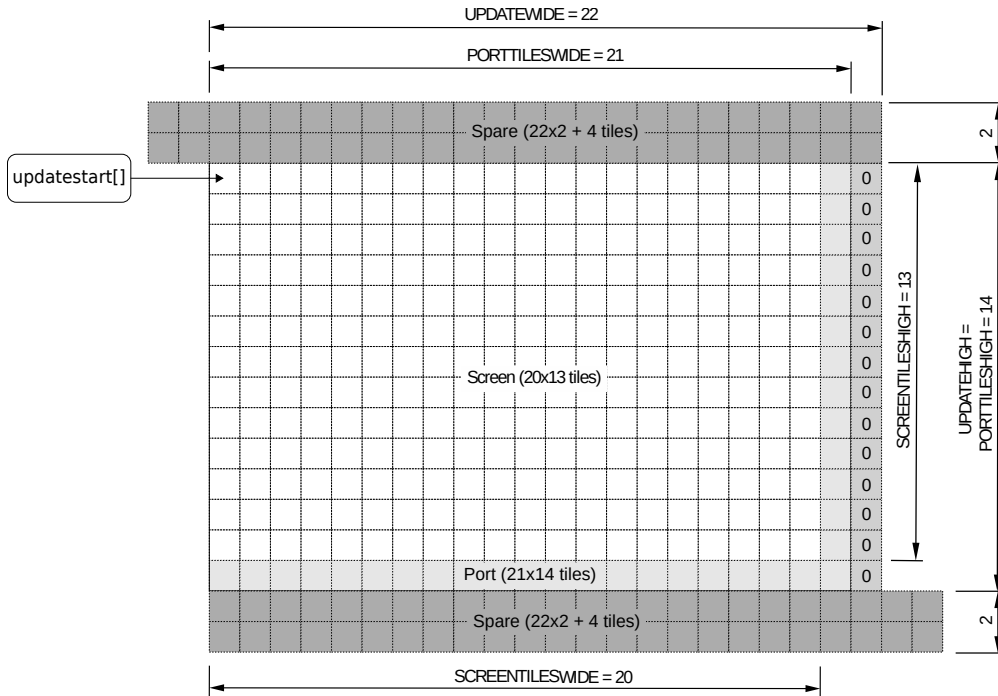 UPDATEWIDE = 22
PORTTILESWIDE = 21
Spare (22x2 + 4 tiles)
2
updatestart[]
0
0
0
0
0
0
0
0
0
0
0
0
0
0
Screen (20x13 tiles)
SCREENTILESHIGH = 13
UPDATEHIGH =
PORTTILESHIGH = 14
Port (21x14 tiles)
Spare (22x2 + 4 tiles)
2
SCREENTILESWIDE = 20